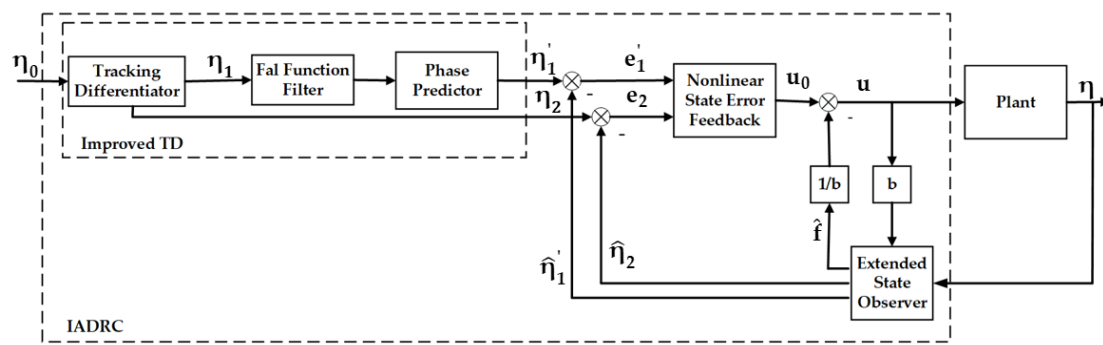 η₀
Tracking
Differentiator
η₁
Fal Function
Filter
Phase
Predictor
η₁'
η₂
-
-
e₁'
e₂
Nonlinear
State Error
Feedback
u₀
-
u
Plant
η
Improved TD
1/b
b
f̂
η̂₁'
η̂₂
Extended
State
Observer
IADRC